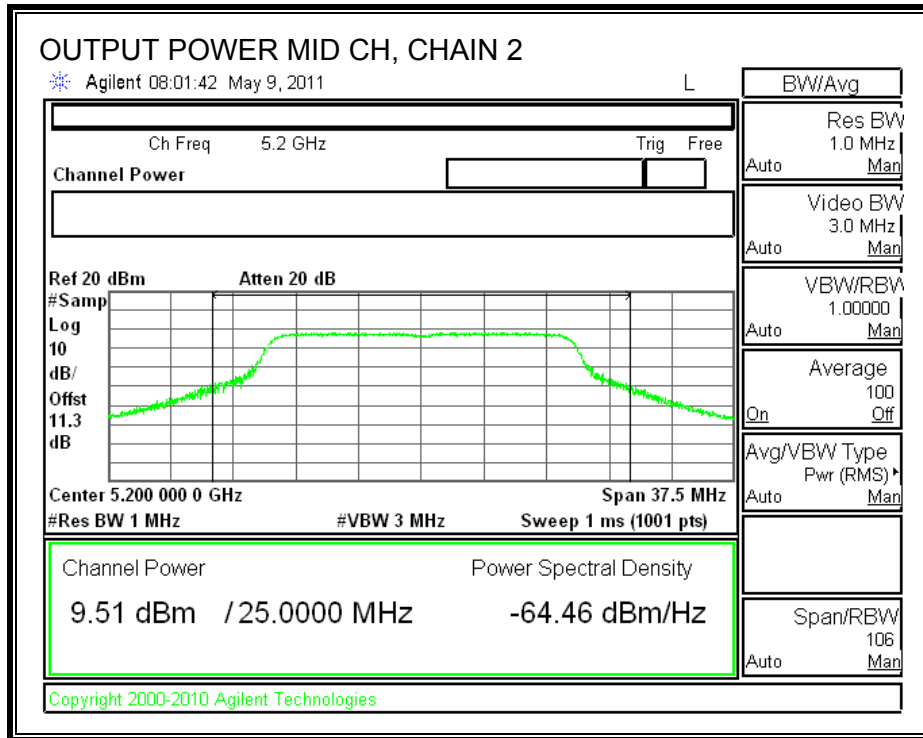 OUTPUT POWER MID CH, CHAIN 2
Agilent 08:01:42 May 9, 2011 L
Ch Freq 5.2 GHz Trig Free
Channel Power
Ref 20 dBm Atten 20 dB
#Samp
Log
10
dB/
Offst
11.3
dB
Center 5.200 000 0 GHz Span 37.5 MHz
#Res BW 1 MHz #VBW 3 MHz Sweep 1 ms (1001 pts)
Channel Power Power Spectral Density
9.51 dBm / 25.0000 MHz -64.46 dBm/Hz
Copyright 2000-2010 Agilent Technologies
BW/Avg
Res BW
1.0 MHz
Auto Man
Video BW
3.0 MHz
Auto Man
VBW/RBW
1.00000
Auto Man
Average
100
On Off
Avg/VBW Type
Pwr (RMS)
Auto Man
Span/RBW
106
Auto Man